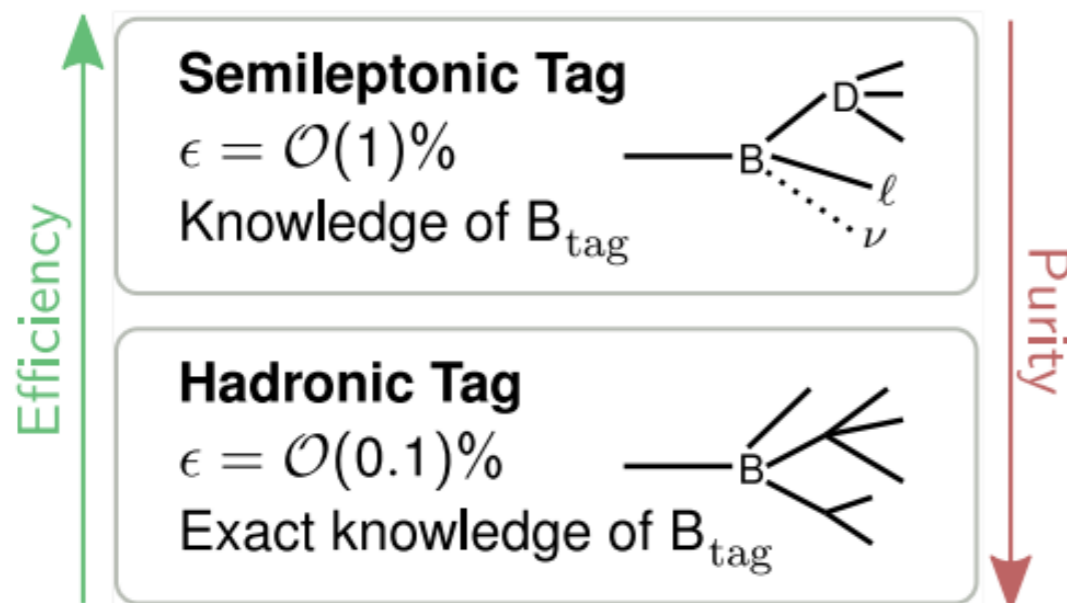 Efficiency
Semileptonic Tag
ϵ = 𝒪(1)%
Knowledge of B_tag
B
D
ℓ
ν
Hadronic Tag
ϵ = 𝒪(0.1)%
Exact knowledge of B_tag
B
Purity